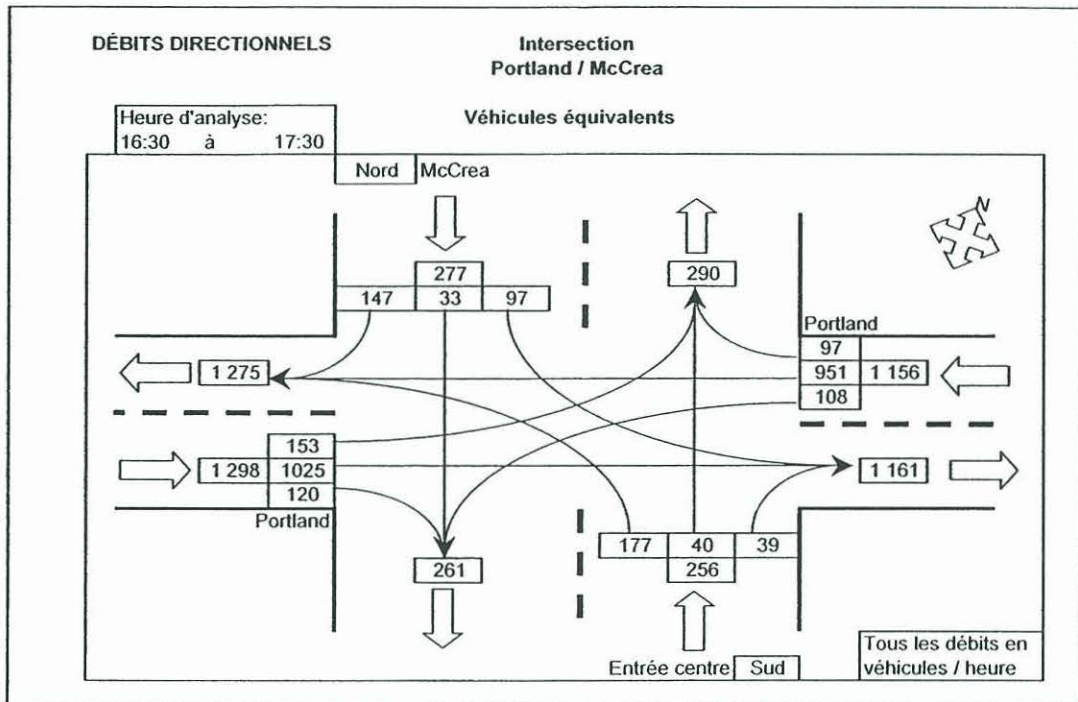 DÉBITS DIRECTIONNELS
Intersection
Portland / McCrea
Heure d'analyse:
16:30 à 17:30
Véhicules équivalents
Nord McCrea
N
277
147 33 97
290
Portland
97
951 1 156
108
1 275
153
1 298 1025
120
Portland
1 161
261
177 40 39
256
Entrée centre Sud
Tous les débits en
véhicules / heure